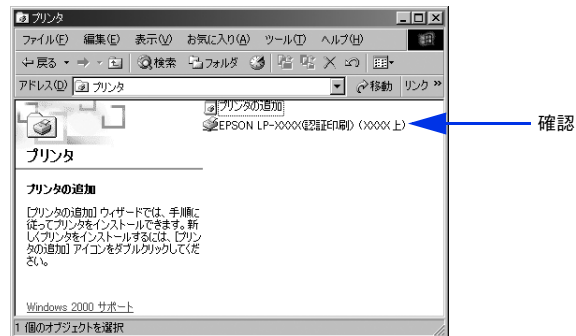 プリンタ
ファイル(F) 編集(E) 表示(V) お気に入り(A) ツール(T) ヘルプ(H)
戻る 検索 フォルダ
アドレス(D) プリンタ 移動 リンク »
プリンタ
プリンタの追加
[プリンタの追加] ウィザードでは、手順に
従ってプリンタをインストールできます。新
しくプリンタをインストールするには、[プリン
タの追加] アイコンをダブルクリックしてくだ
さい。
Windows 2000 サポート
プリンタの追加
EPSON LP-XXXX(認証印刷) (XXXX 上)
確認
1 個のオブジェクトを選択